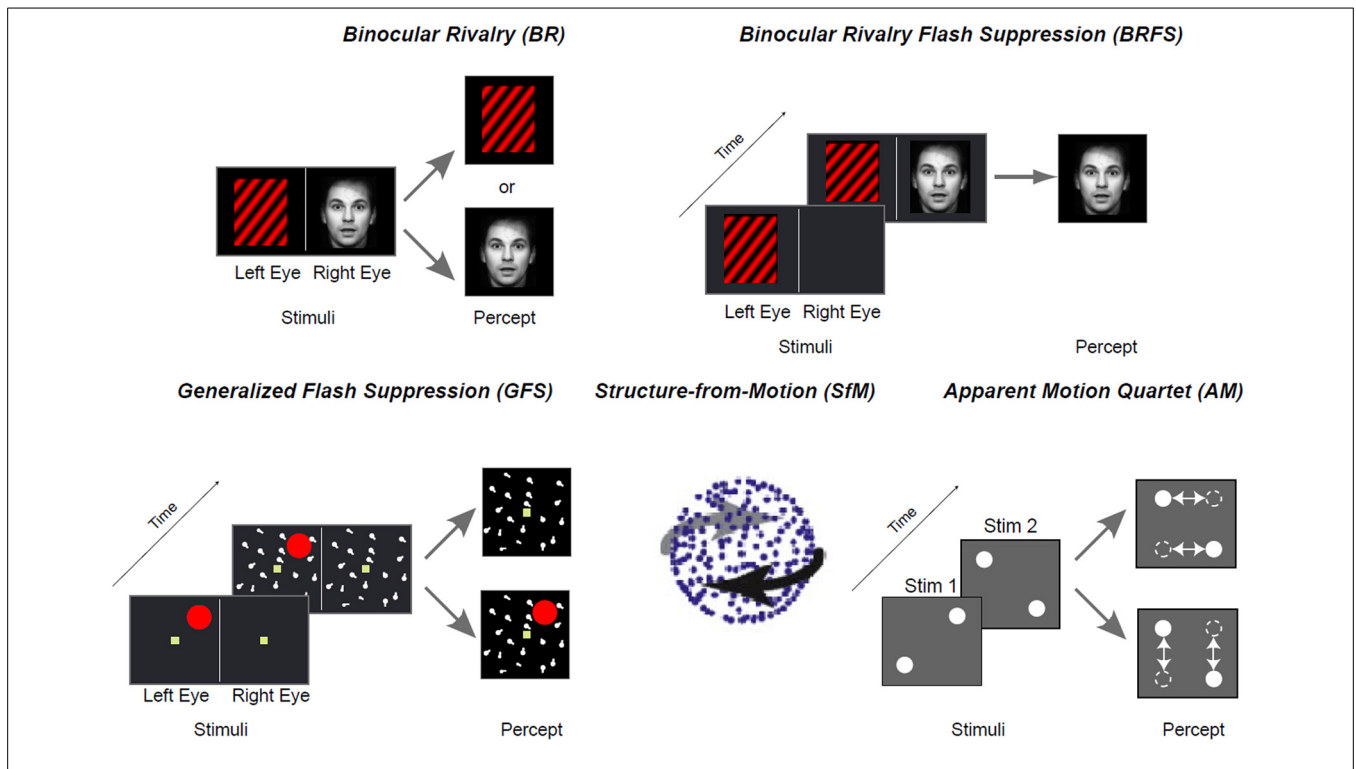 Binocular Rivalry (BR)
or
Left Eye Right Eye
Stimuli Percept
Binocular Rivalry Flash Suppression (BRFS)
Time
Left Eye Right Eye
Stimuli Percept
Generalized Flash Suppression (GFS)
Time
Left Eye Right Eye
Stimuli Percept
Structure-from-Motion (SfM)
Apparent Motion Quartet (AM)
Time
Stim 2
Stim 1
Stimuli Percept